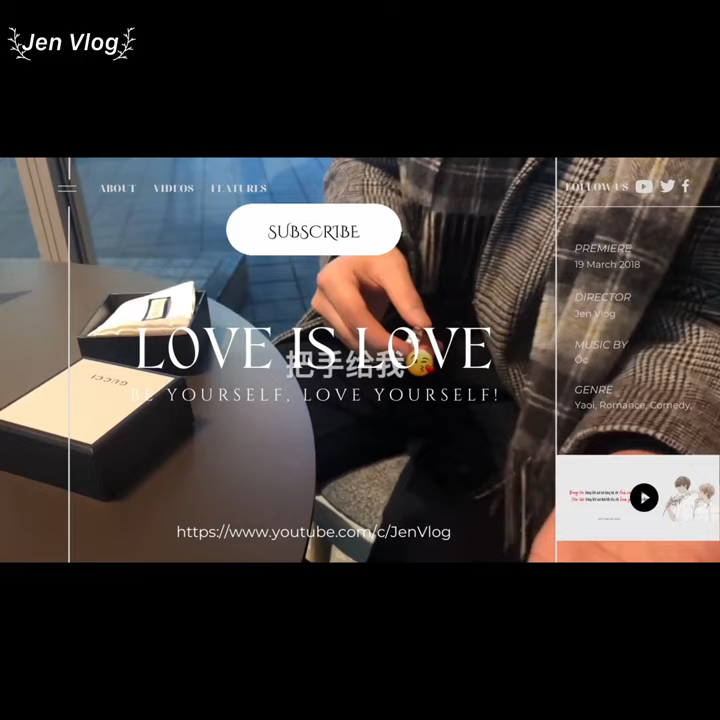 Jen Vlog
ABOUT VIDEOS FEATURES
FOLLOW US
SUBSCRIBE
PREMIERE
19 March 2018
DIRECTOR
Jen Vlog
MUSIC BY
Óc
GENRE
Yaoi, Romance, Comedy,
LOVE IS LOVE
把手给我
BE YOURSELF, LOVE YOURSELF!
GUCCI
https://www.youtube.com/c/JenVlog